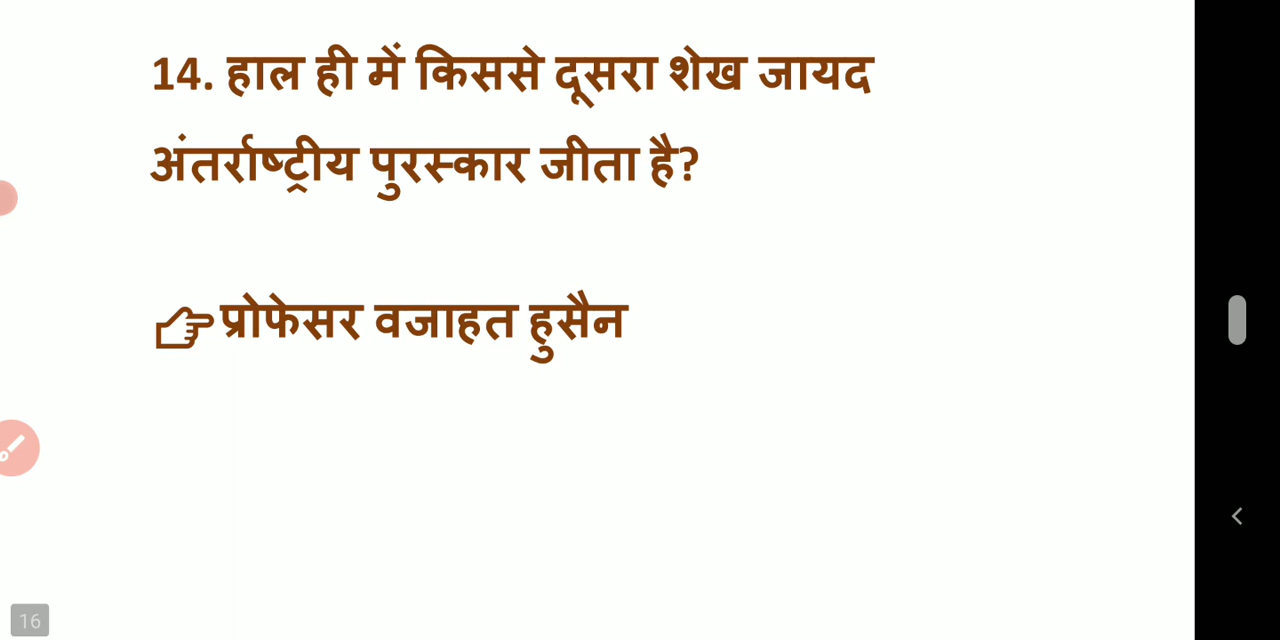 14. हाल ही में किससे दूसरा शेख जायद
अंतर्राष्ट्रीय पुरस्कार जीता है?
👉प्रोफेसर वजाहत हुसैन
16